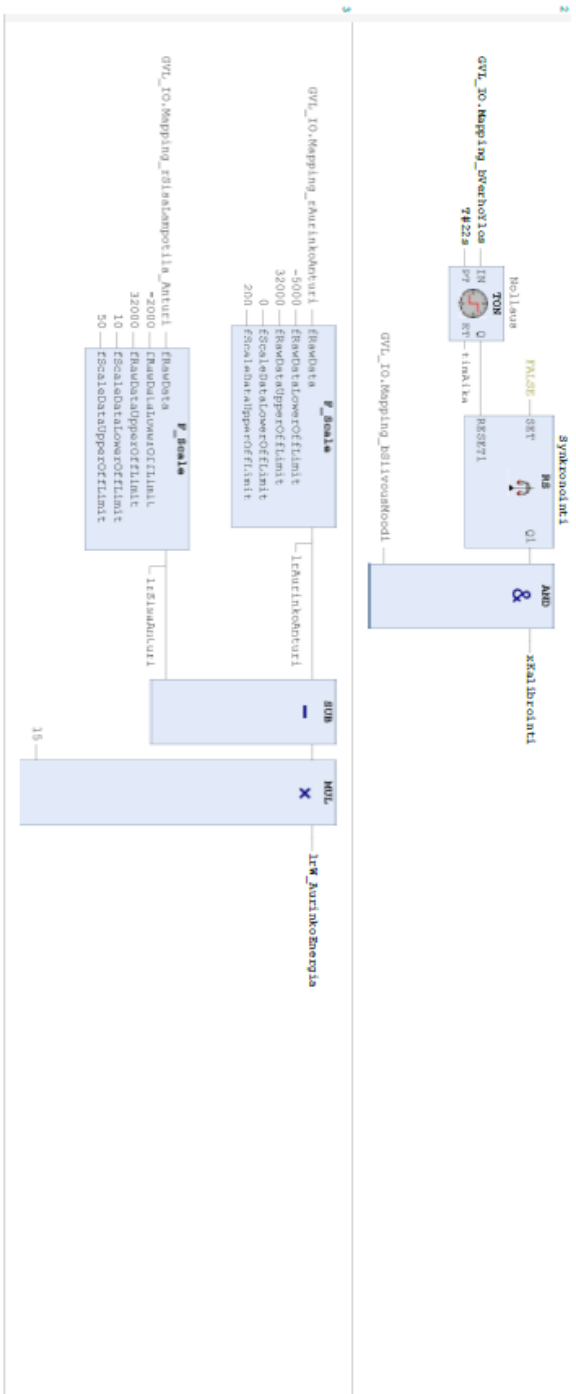 2
Synkronointi
RS
AND
FALSE
SET
Q1
&
xKalibrointi
Nollaus
TON
GVL_IO.Mapping_bVerhoYlos
IN
Q
RESET1
T#22s
PT
ET
timAika
GVL_IO.Mapping_bSiivousMoodi
3
F_Scale
SUB
MUL
GVL_IO.Mapping_rAurinkoAnturi
fRawData
-
x
lrW_AurinkoEnergia
-5000
fRawDataLowerOffLimit
lrAurinkoAnturi
32000
fRawDataUpperOffLimit
0
fScaleDataLowerOffLimit
200
fScaleDataUpperOffLimit
F_Scale
GVL_IO.Mapping_rSisaLampotila_Anturi
fRawData
-2000
fRawDataLowerOffLimit
lrSisaAnturi
32000
fRawDataUpperOffLimit
10
fScaleDataLowerOffLimit
50
fScaleDataUpperOffLimit
15